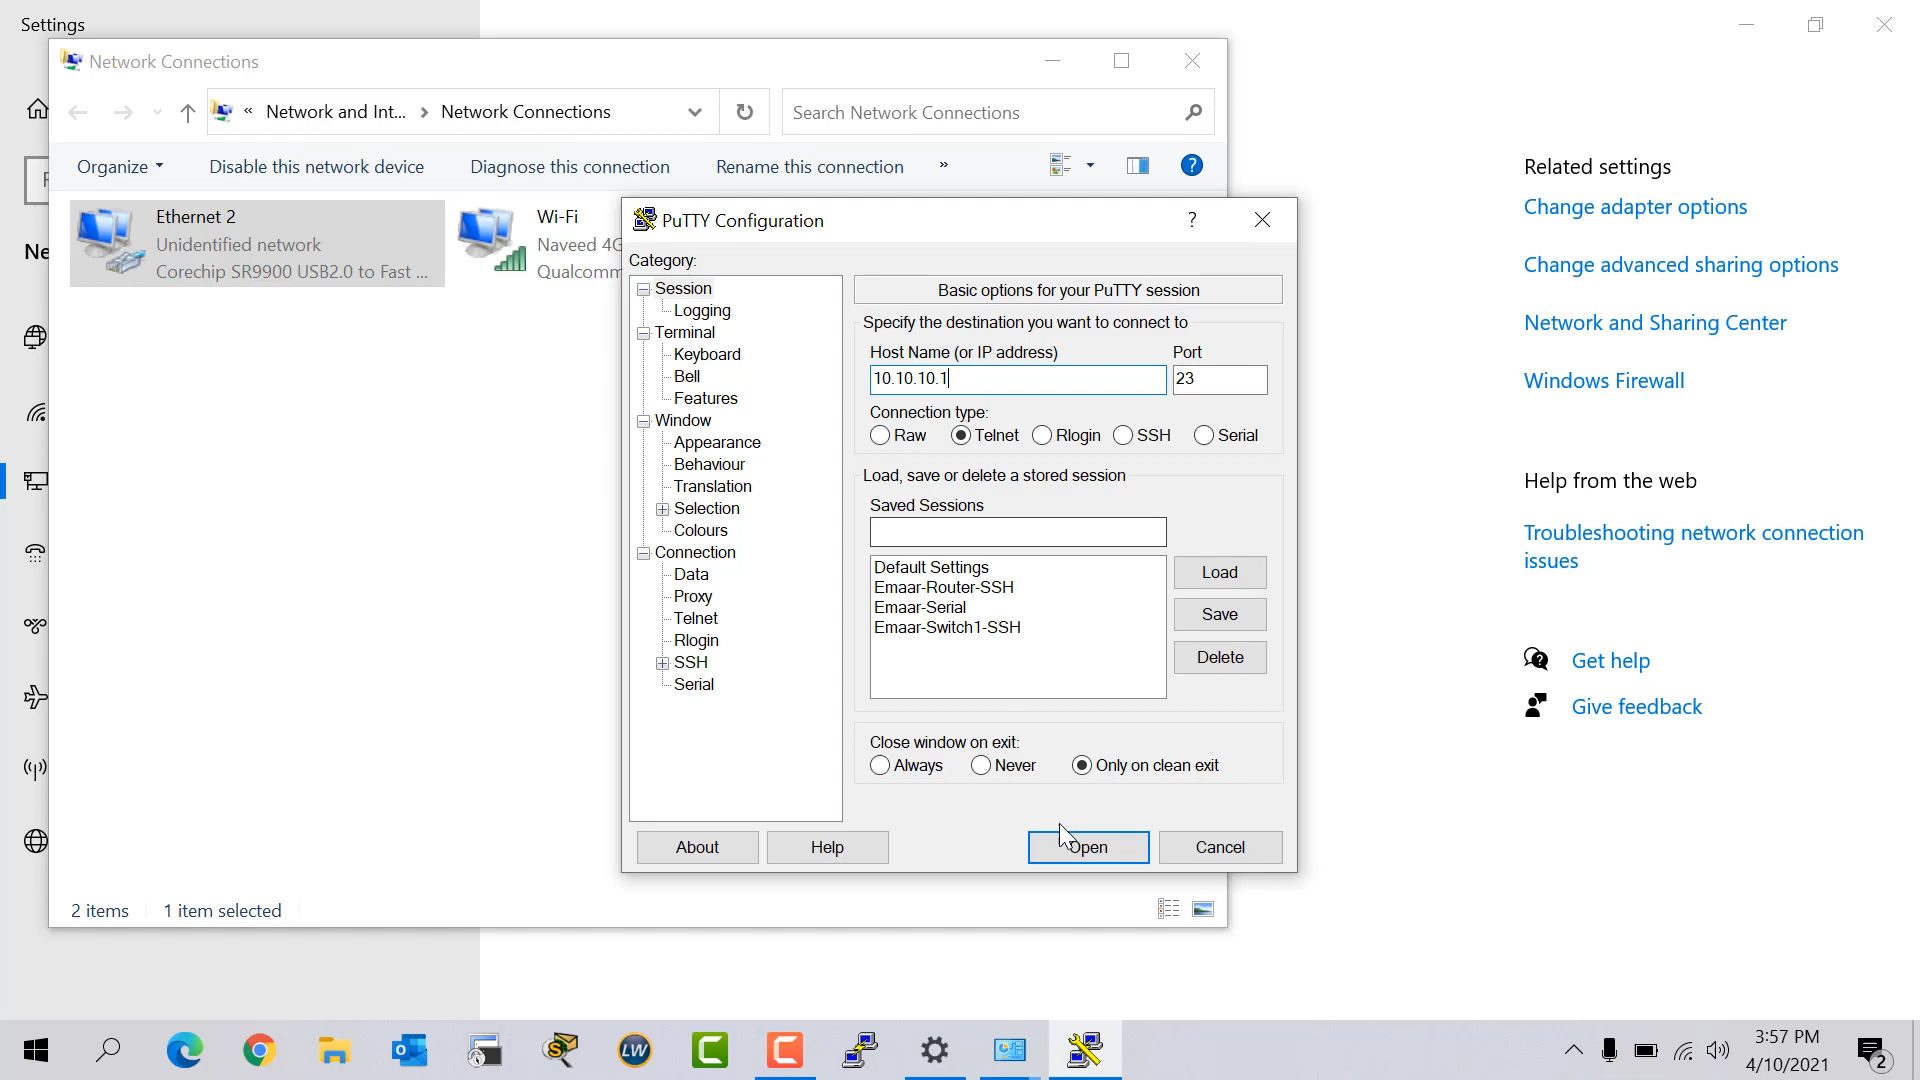 Settings
Network Connections
« Network and Int... > Network Connections
Search Network Connections
Organize
Disable this network device
Diagnose this connection
Rename this connection
»
Ethernet 2
Unidentified network
Corechip SR9900 USB2.0 to Fast ...
Wi-Fi
Naveed 4G
Qualcomm
Ne
2 items
1 item selected
PuTTY Configuration
?
Category:
Session
Logging
Terminal
Keyboard
Bell
Features
Window
Appearance
Behaviour
Translation
Selection
Colours
Connection
Data
Proxy
Telnet
Rlogin
SSH
Serial
Basic options for your PuTTY session
Specify the destination you want to connect to
Host Name (or IP address)
Port
10.10.10.1
23
Connection type:
Raw
Telnet
Rlogin
SSH
Serial
Load, save or delete a stored session
Saved Sessions
Default Settings
Emaar-Router-SSH
Emaar-Serial
Emaar-Switch1-SSH
Load
Save
Delete
Close window on exit:
Always
Never
Only on clean exit
About
Help
Open
Cancel
Related settings
Change adapter options
Change advanced sharing options
Network and Sharing Center
Windows Firewall
Help from the web
Troubleshooting network connection
issues
Get help
Give feedback
LW
3:57 PM
4/10/2021
2